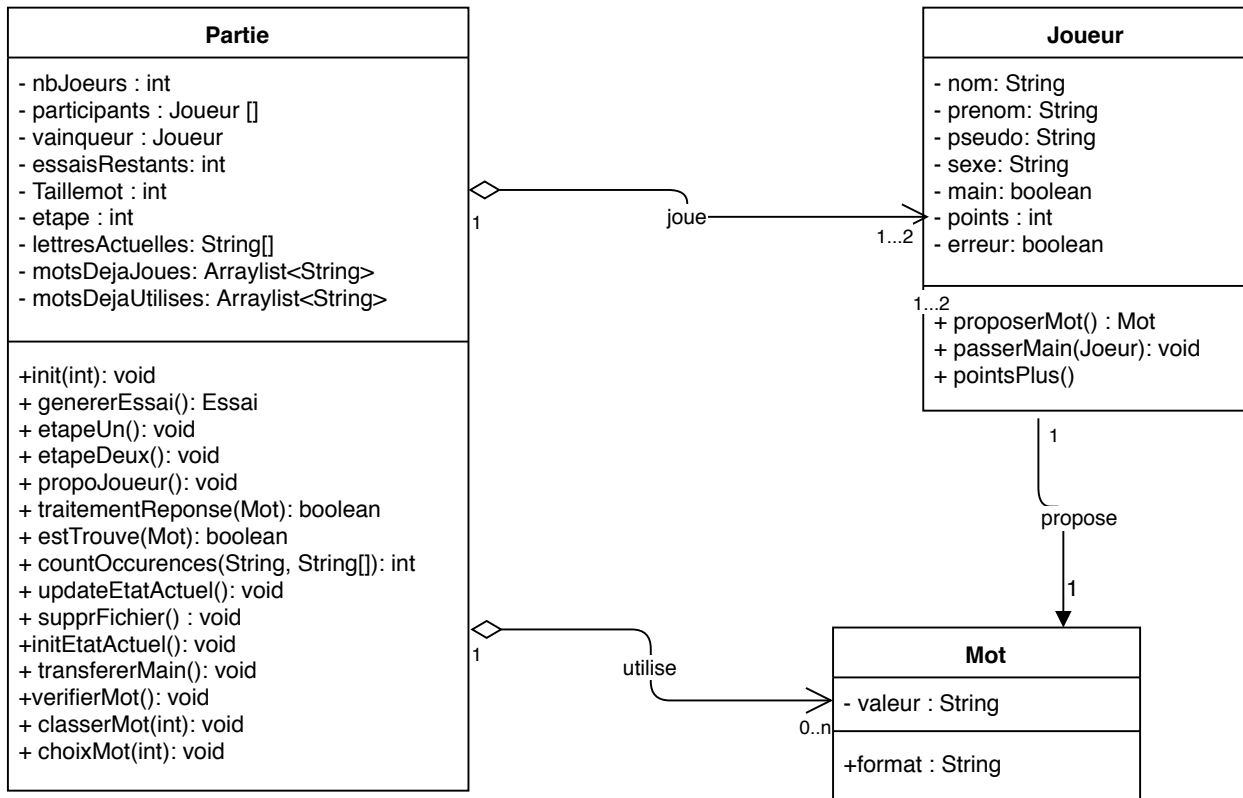 Partie
- nbJoeurs : int
- participants : Joueur []
- vainqueur : Joueur
- essaisRestants: int
- Taillemot : int
- etape : int
- lettresActuelles: String[]
- motsDejaJoues: Arraylist<String>
- motsDejaUtilises: Arraylist<String>
+init(int): void
+ genererEssai(): Essai
+ etapeUn(): void
+ etapeDeux(): void
+ propoJoueur(): void
+ traitementReponse(Mot): boolean
+ estTrouve(Mot): boolean
+ countOccurences(String, String[]): int
+ updateEtatActuel(): void
+ supprFichier() : void
+initEtatActuel(): void
+ transfererMain(): void
+verifierMot(): void
+ classerMot(int): void
+ choixMot(int): void
1
joue
1...2
Joueur
- nom: String
- prenom: String
- pseudo: String
- sexe: String
- main: boolean
- points : int
- erreur: boolean
1...2
+ proposerMot() : Mot
+ passerMain(Joeur): void
+ pointsPlus()
1
propose
1
1
utilise
0..n
Mot
- valeur : String
+format : String